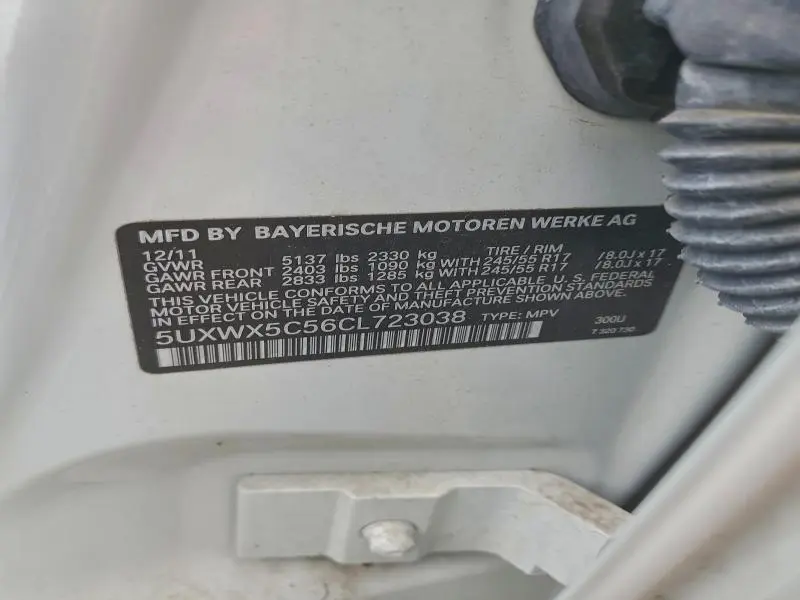 MFD BY BAYERISCHE MOTOREN WERKE AG
12/11 TIRE / RIM
GVWR 5137 lbs 2330 kg
GAWR FRONT 2403 lbs 1090 kg WITH 245/55 R17 /8.0J x 17
GAWR REAR 2833 lbs 1285 kg WITH 245/55 R17 /8.0J x 17
THIS VEHICLE CONFORMS TO ALL APPLICABLE U.S. FEDERAL
MOTOR VEHICLE SAFETY AND THEFT PREVENTION STANDARDS
IN EFFECT ON THE DATE OF MANUFACTURE SHOWN ABOVE.
5UXWX5C56CL723038 TYPE: MPV 300U
7 320 730